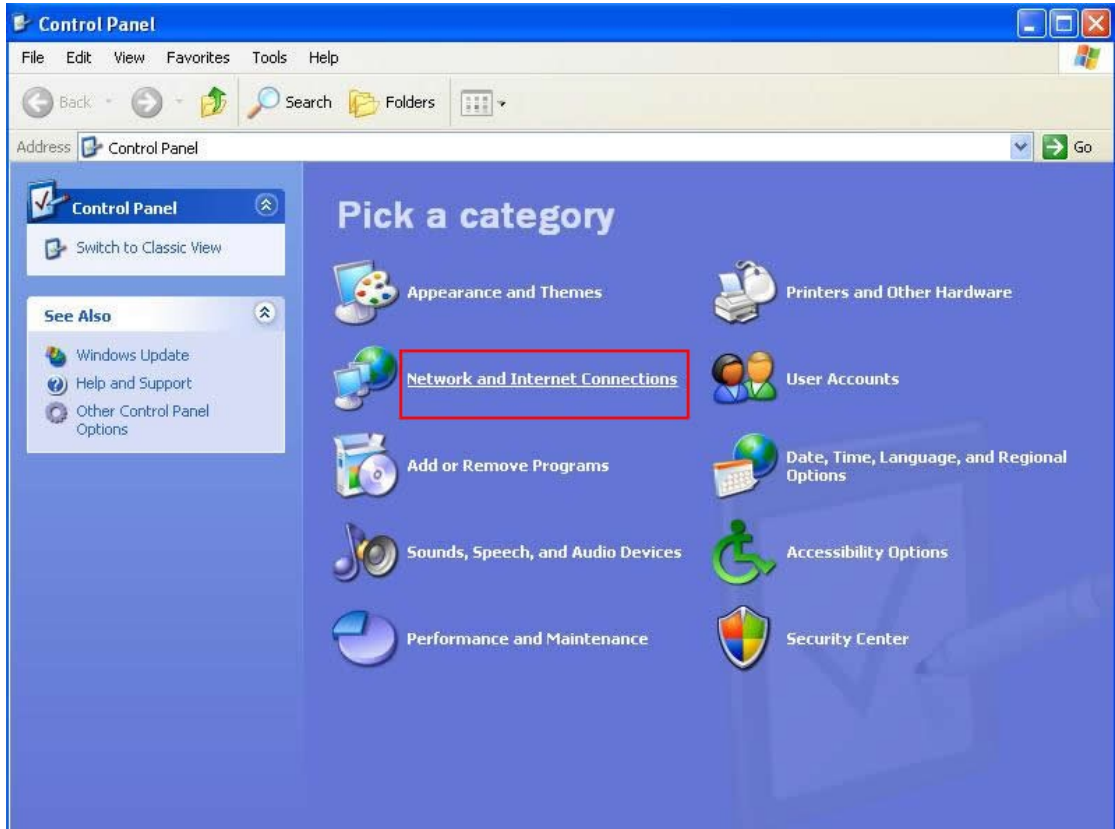 Control Panel
File Edit View Favorites Tools Help
Back Search Folders
Address Control Panel Go
Control Panel
Switch to Classic View
See Also
Windows Update
Help and Support
Other Control Panel
Options
Pick a category
Appearance and Themes
Printers and Other Hardware
Network and Internet Connections
User Accounts
Add or Remove Programs
Date, Time, Language, and Regional
Options
Sounds, Speech, and Audio Devices
Accessibility Options
Performance and Maintenance
Security Center